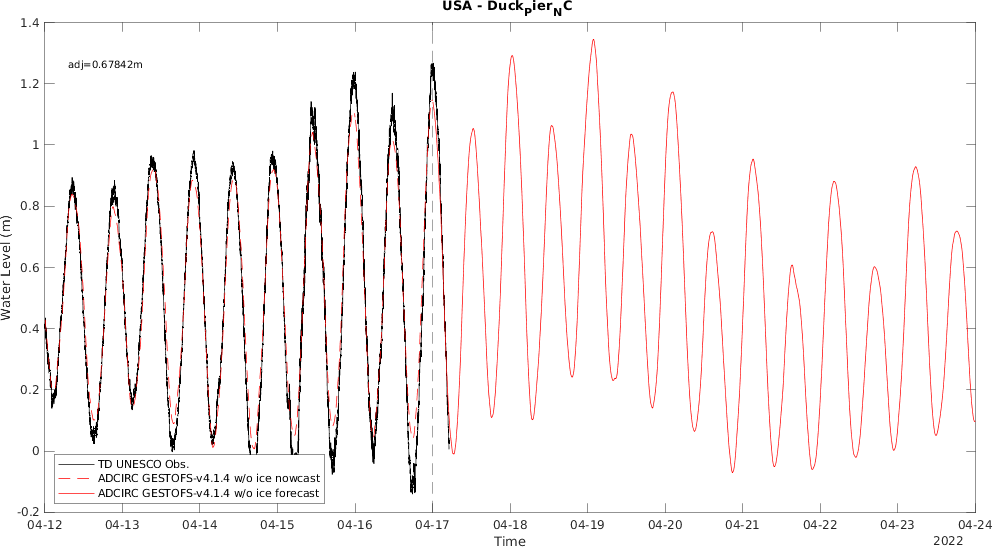 USA - Duck_Pier_NC
1.4
1.2
1
0.8
0.6
0.4
0.2
0
-0.2
Water Level (m)
adj=0.67842m
TD UNESCO Obs.
ADCIRC GESTOFS-v4.1.4 w/o ice nowcast
ADCIRC GESTOFS-v4.1.4 w/o ice forecast
04-12 04-13 04-14 04-15 04-16 04-17 04-18 04-19 04-20 04-21 04-22 04-23 04-24
Time
2022